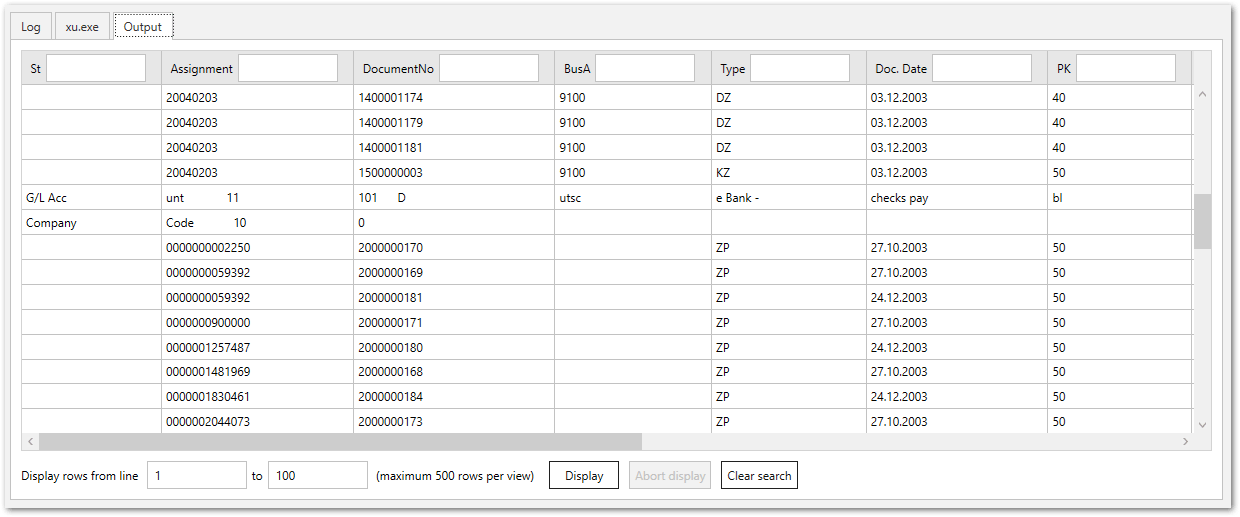 Log xu.exe Output
St Assignment DocumentNo BusA Type Doc. Date PK
20040203 1400001174 9100 DZ 03.12.2003 40
20040203 1400001179 9100 DZ 03.12.2003 40
20040203 1400001181 9100 DZ 03.12.2003 40
20040203 1500000003 9100 KZ 03.12.2003 50
G/L Acc unt 11 101 D utsc e Bank - checks pay bl
Company Code 10 0
0000000002250 2000000170 ZP 27.10.2003 50
0000000059392 2000000169 ZP 27.10.2003 50
0000000059392 2000000181 ZP 24.12.2003 50
0000000900000 2000000171 ZP 27.10.2003 50
0000001257487 2000000180 ZP 24.12.2003 50
0000001481969 2000000168 ZP 27.10.2003 50
0000001830461 2000000184 ZP 24.12.2003 50
0000002044073 2000000173 ZP 27.10.2003 50
Display rows from line 1 to 100 (maximum 500 rows per view) Display Abort display Clear search